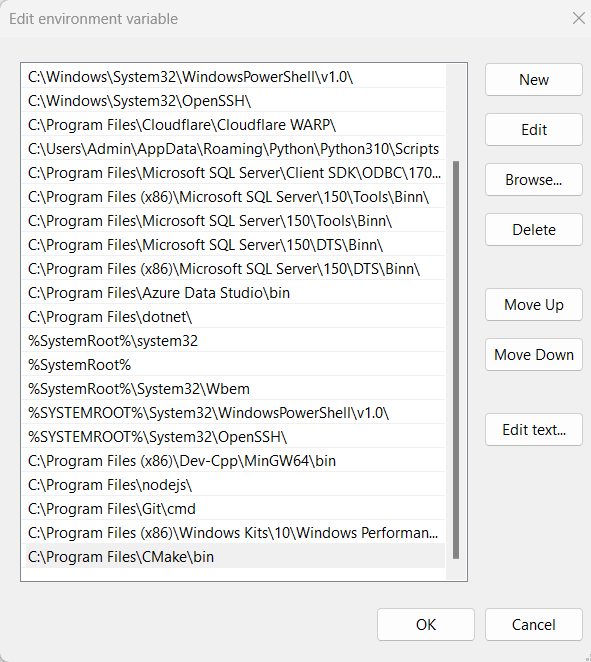 Edit environment variable
C:\Windows\System32\WindowsPowerShell\v1.0\
C:\Windows\System32\OpenSSH\
C:\Program Files\Cloudflare\Cloudflare WARP\
C:\Users\Admin\AppData\Roaming\Python\Python310\Scripts
C:\Program Files\Microsoft SQL Server\Client SDK\ODBC\170...
C:\Program Files (x86)\Microsoft SQL Server\150\Tools\Binn\
C:\Program Files\Microsoft SQL Server\150\Tools\Binn\
C:\Program Files\Microsoft SQL Server\150\DTS\Binn\
C:\Program Files (x86)\Microsoft SQL Server\150\DTS\Binn\
C:\Program Files\Azure Data Studio\bin
C:\Program Files\dotnet\
%SystemRoot%\system32
%SystemRoot%
%SystemRoot%\System32\Wbem
%SYSTEMROOT%\System32\WindowsPowerShell\v1.0\
%SYSTEMROOT%\System32\OpenSSH\
C:\Program Files (x86)\Dev-Cpp\MinGW64\bin
C:\Program Files\nodejs\
C:\Program Files\Git\cmd
C:\Program Files (x86)\Windows Kits\10\Windows Performan...
C:\Program Files\CMake\bin
New
Edit
Browse...
Delete
Move Up
Move Down
Edit text...
OK
Cancel